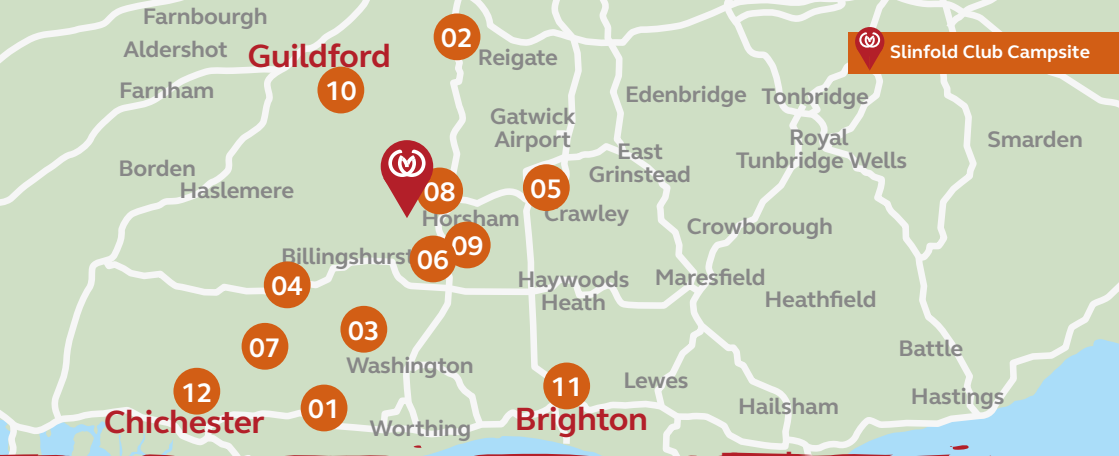 Farnbourgh
02
Aldershot
Guildford
Reigate
Slinfold Club Campsite
10
Farnham
Edenbridge
Tonbridge
Gatwick
Airport
Royal
Tunbridge Wells
Smarden
East
Grinstead
Borden
Haslemere
08
05
Horsham
Crawley
Crowborough
Billingshurst
06
09
04
Haywoods
Heath
Maresfield
Heathfield
03
07
Washington
Battle
12
01
11
Lewes
Hastings
Chichester
Worthing
Brighton
Hailsham